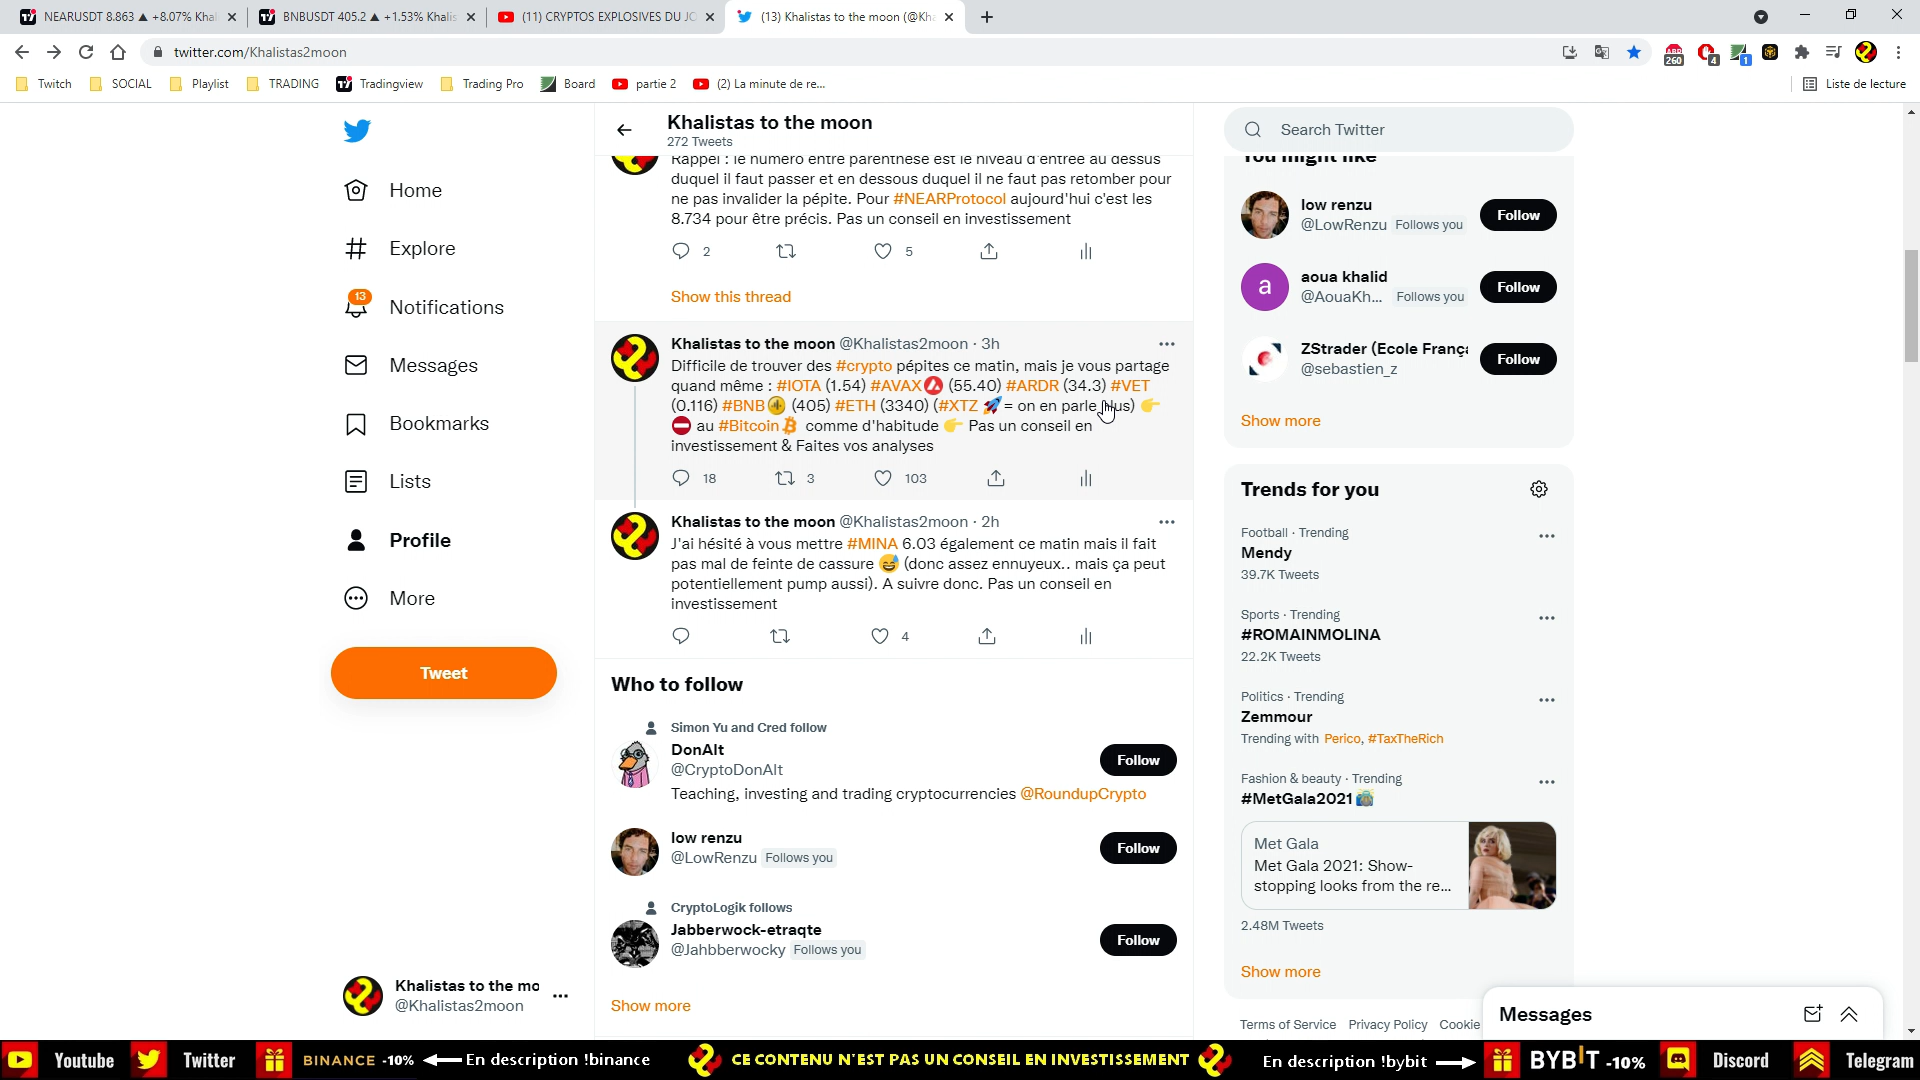 NEARUSDT 8.863 ▲ +8.07% Khal
BNBUSDT 405.2 ▲ +1.53% Khalis
(11) CRYPTOS EXPLOSIVES DU JO
(13) Khalistas to the moon (@Kha
twitter.com/Khalistas2moon
260
4
1
Twitch
SOCIAL
Playlist
TRADING
Tradingview
Trading Pro
Board
partie 2
(2) La minute de re...
Liste de lecture
Home
Explore
13
Notifications
Messages
Bookmarks
Lists
Profile
More
Tweet
Khalistas to the mo
@Khalistas2moon
Khalistas to the moon
272 Tweets
Rappel : le numéro entre parenthèse est le niveau d'entrée au dessus
duquel il faut passer et en dessous duquel il ne faut pas retomber pour
ne pas invalider la pépite. Pour #NEARProtocol aujourd'hui c'est les
8.734 pour être précis. Pas un conseil en investissement
2
5
Show this thread
Khalistas to the moon @Khalistas2moon · 3h
Difficile de trouver des #crypto pépites ce matin, mais je vous partage
quand même : #IOTA (1.54) #AVAX (55.40) #ARDR (34.3) #VET
(0.116) #BNB (405) #ETH (3340) (#XTZ 🚀= on en parle plus) 👉
⛔ au #Bitcoin comme d'habitude 👉 Pas un conseil en
investissement & Faites vos analyses
18
3
103
Khalistas to the moon @Khalistas2moon · 2h
J'ai hésité à vous mettre #MINA 6.03 également ce matin mais il fait
pas mal de feinte de cassure 😅 (donc assez ennuyeux.. mais ça peut
potentiellement pump aussi). A suivre donc. Pas un conseil en
investissement
4
Who to follow
Simon Yu and Cred follow
DonAlt
@CryptoDonAlt
Follow
Teaching, investing and trading cryptocurrencies @RoundupCrypto
low renzu
@LowRenzu Follows you
Follow
CryptoLogik follows
Jabberwock-etraqte
@Jahbberwocky Follows you
Follow
Show more
Search Twitter
You might like
low renzu
@LowRenzu Follows you
Follow
a
aoua khalid
@AouaKh... Follows you
Follow
ZStrader (Ecole França
@sebastien_z
Follow
Show more
Trends for you
Football · Trending
Mendy
39.7K Tweets
Sports · Trending
#ROMAINMOLINA
22.2K Tweets
Politics · Trending
Zemmour
Trending with Perico, #TaxTheRich
Fashion & beauty · Trending
#MetGala2021
Met Gala
Met Gala 2021: Show-
stopping looks from the re...
2.48M Tweets
Show more
Terms of Service Privacy Policy Cookie
Messages
Youtube
Twitter
BINANCE -10%
En description !binance
CE CONTENU N'EST PAS UN CONSEIL EN INVESTISSEMENT
En description !bybit
BYBIT -10%
Discord
Telegram